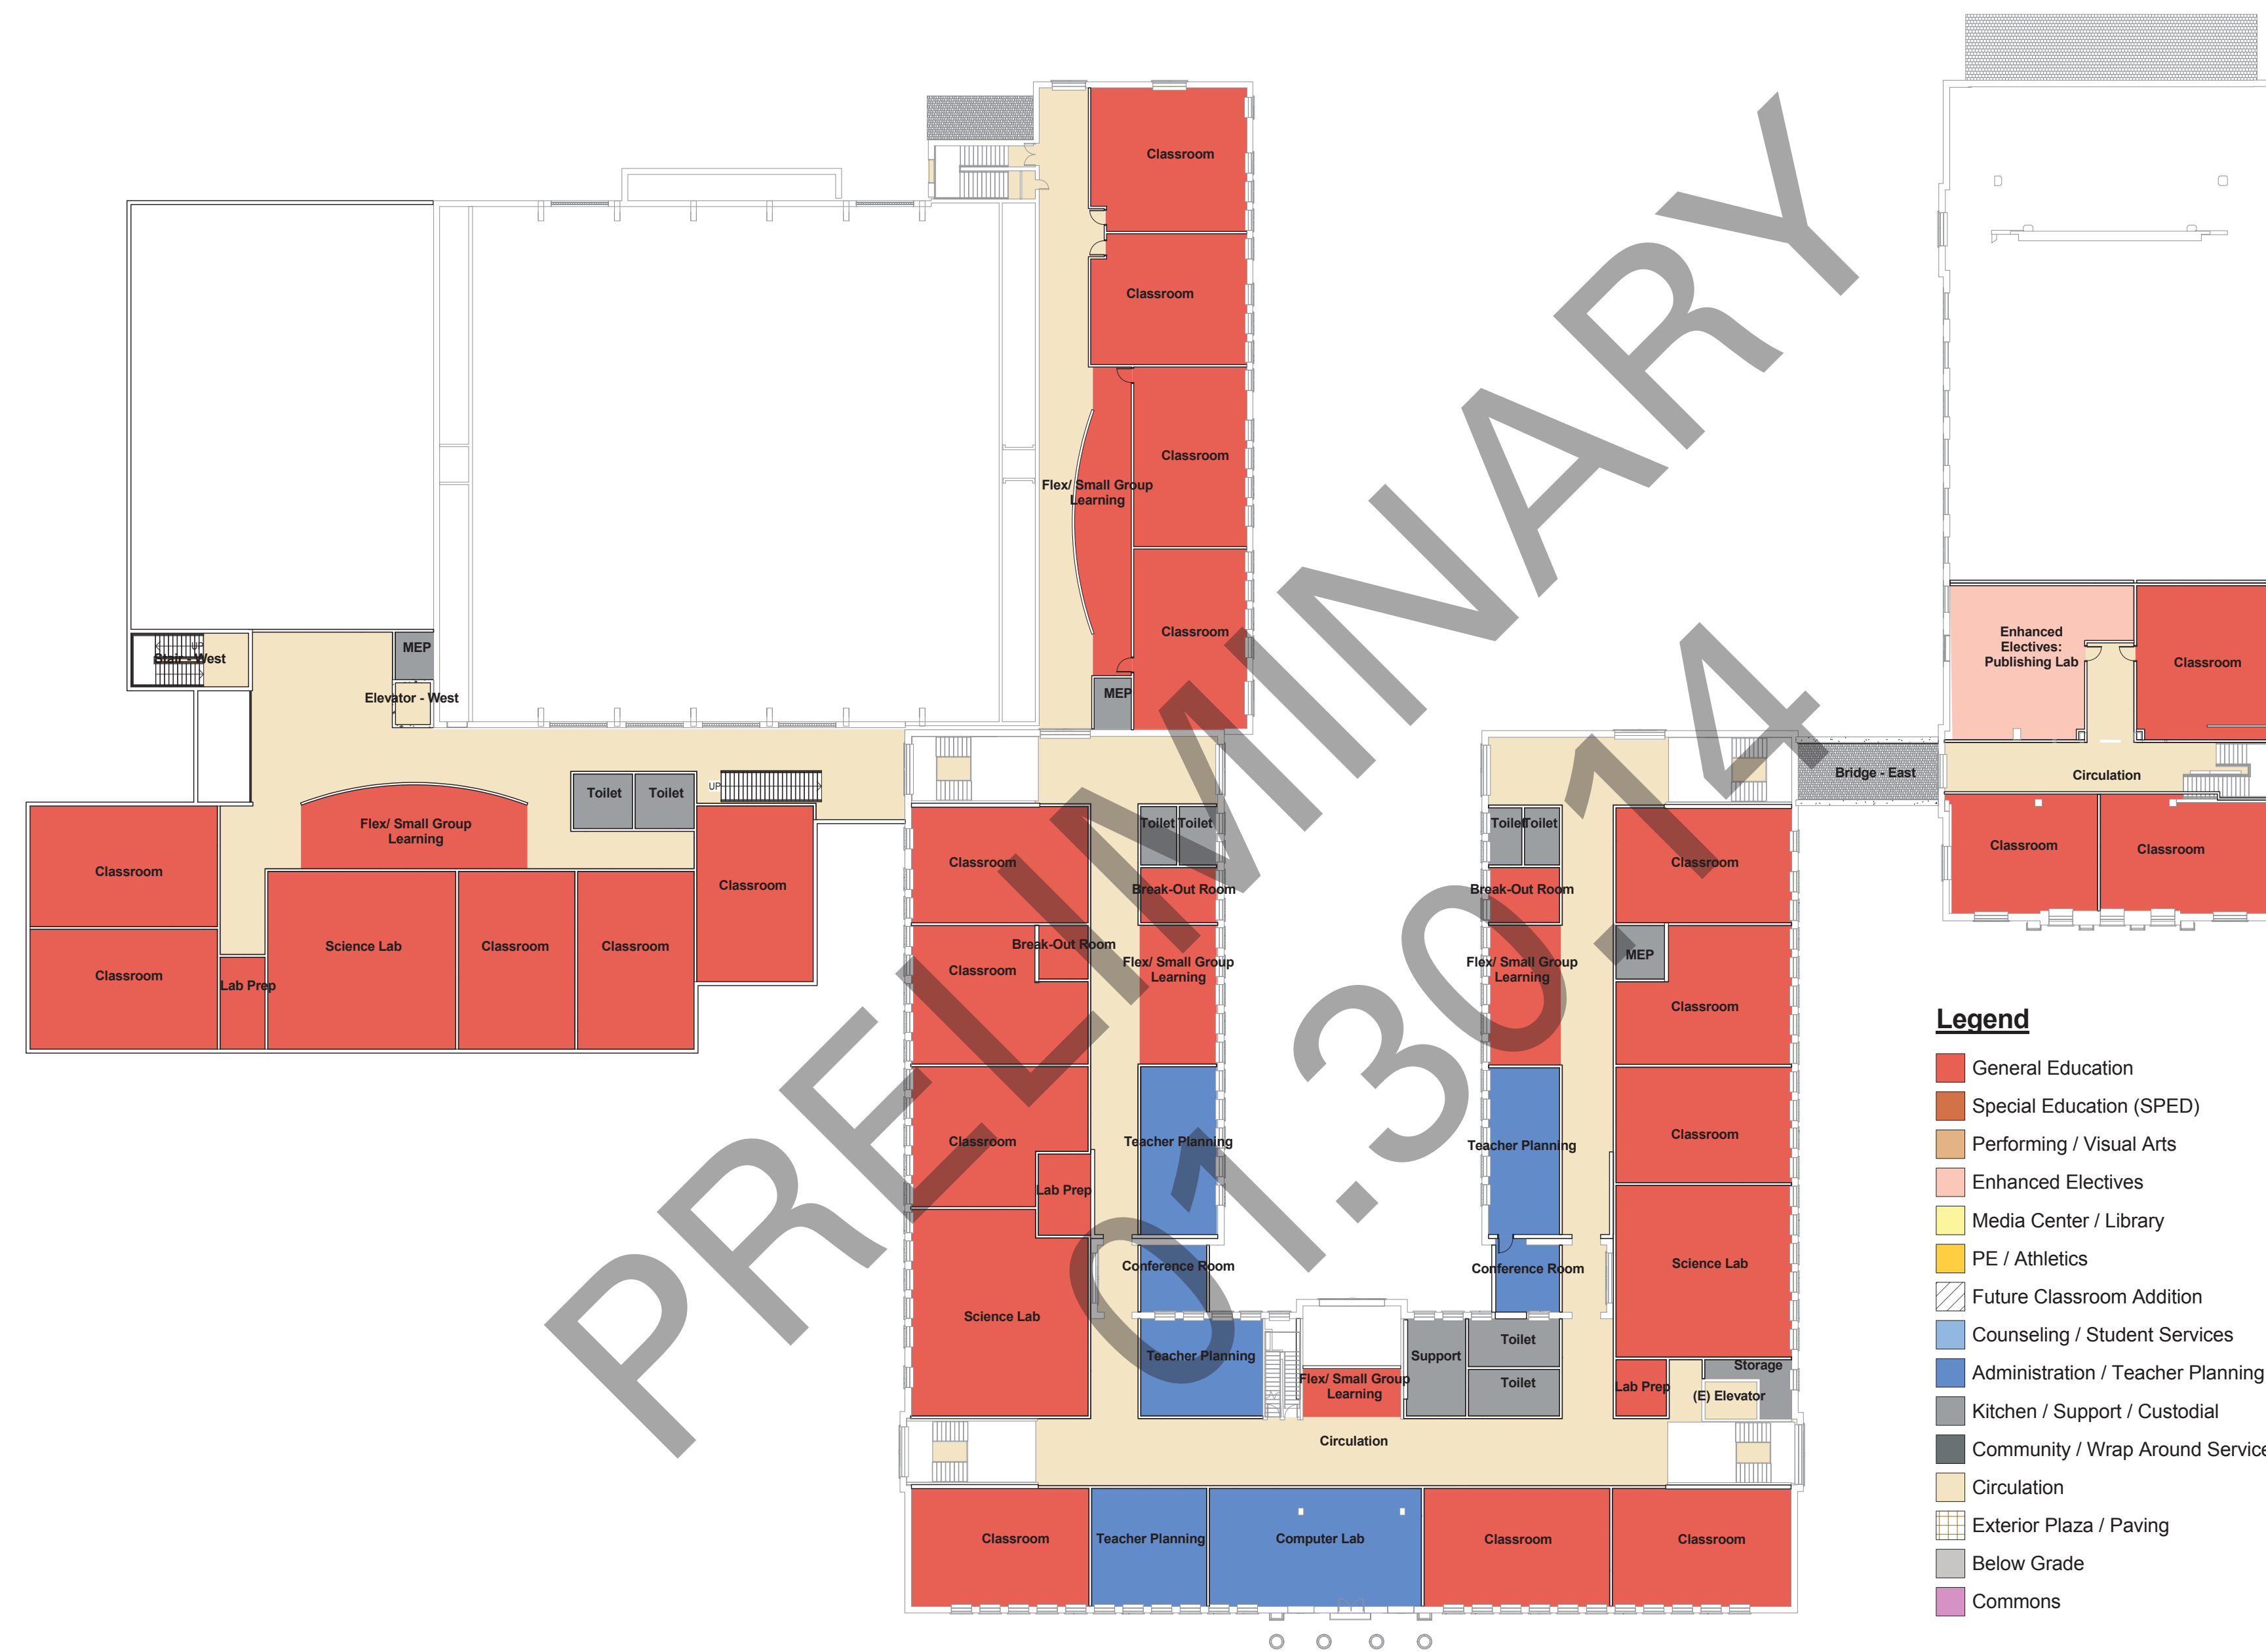 Classroom
Classroom
Classroom
Flex/ Small Group
Learning
Classroom
MEP
MEP
UP
Stair - West
Elevator - West
Enhanced
Electives:
Publishing Lab
Classroom
Bridge - East
Circulation
Classroom
Classroom
UP
Toilet
Toilet
Flex/ Small Group
Learning
Classroom
Classroom
Classroom
Science Lab
Classroom
Classroom
Lab Prep
Classroom
Toilet
Toilet
Break-Out Room
Break-Out Room
Classroom
Flex/ Small Group
Learning
Classroom
Teacher Planning
Lab Prep
Conference Room
Science Lab
Teacher Planning
Toilet
Toilet
Classroom
Break-Out Room
Flex/ Small Group
Learning
MEP
Classroom
Classroom
Teacher Planning
Science Lab
Conference Room
Support
Toilet
Toilet
Flex/ Small Group
Learning
Lab Prep
Storage
(E) Elevator
Circulation
Classroom
Teacher Planning
Computer Lab
Classroom
Classroom
Legend
General Education
Special Education (SPED)
Performing / Visual Arts
Enhanced Electives
Media Center / Library
PE / Athletics
Future Classroom Addition
Counseling / Student Services
Administration / Teacher Planning
Kitchen / Support / Custodial
Community / Wrap Around Service
Circulation
Exterior Plaza / Paving
Below Grade
Commons
PRELIMINARY
01.30.14